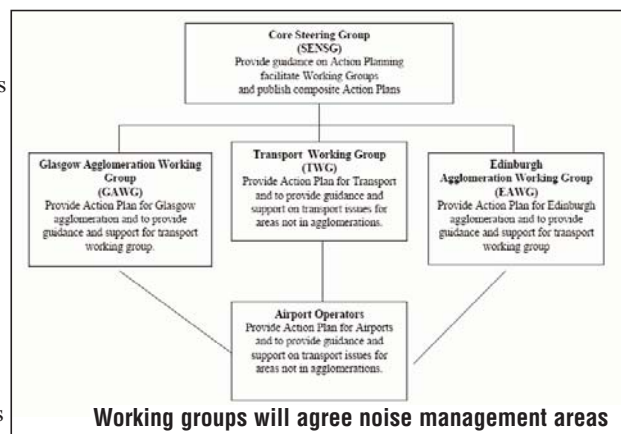 Core Steering Group
(SENSG)
Provide guidance on Action Planning
facilitate Working Groups
and publish composite Action Plans
Glasgow Agglomeration Working
Group
(GAWG)
Provide Action Plan for Glasgow
agglomeration and to provide
guidance and support for transport
working group.
Transport Working Group
(TWG)
Provide Action Plan for Transport
and to provide guidance and
support on transport issues for
areas not in agglomerations.
Edinburgh
Agglomeration Working Group
(EAWG)
Provide Action Plan for Edinburgh
agglomeration and to provide
guidance and support for transport
working group
Airport Operators
Provide Action Plan for Airports
and to provide guidance and
support on transport issues for
areas not in agglomerations.
Working groups will agree noise management areas